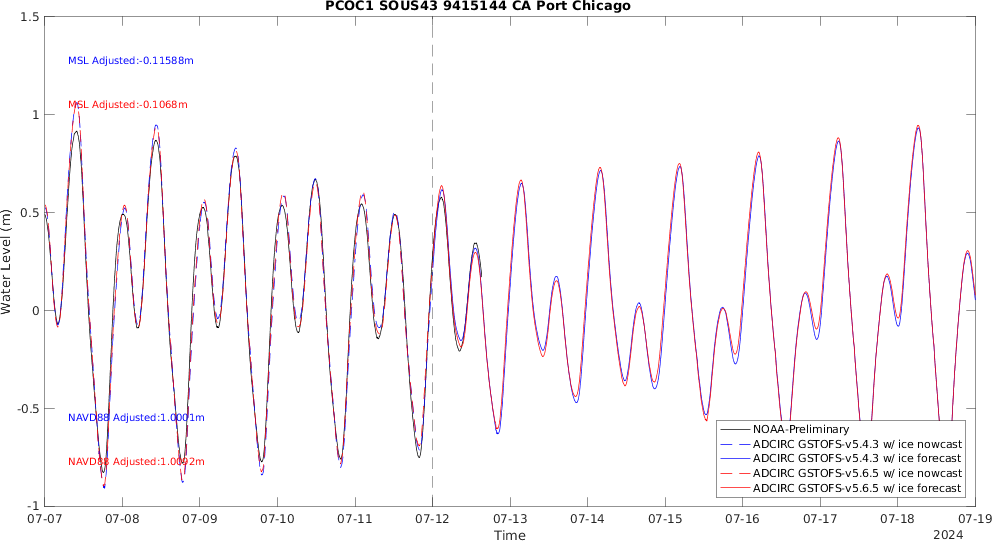 PCOC1 SOUS43 9415144 CA Port Chicago
1.5
MSL Adjusted:-0.11588m
1
MSL Adjusted:-0.1068m
0.5
Water Level (m)
0
-0.5
NAVD88 Adjusted:1.0001m
NAVD88 Adjusted:1.0092m
-1
NOAA-Preliminary
ADCIRC GSTOFS-v5.4.3 w/ ice nowcast
ADCIRC GSTOFS-v5.4.3 w/ ice forecast
ADCIRC GSTOFS-v5.6.5 w/ ice nowcast
ADCIRC GSTOFS-v5.6.5 w/ ice forecast
07-07 07-08 07-09 07-10 07-11 07-12 07-13 07-14 07-15 07-16 07-17 07-18 07-19
Time
2024